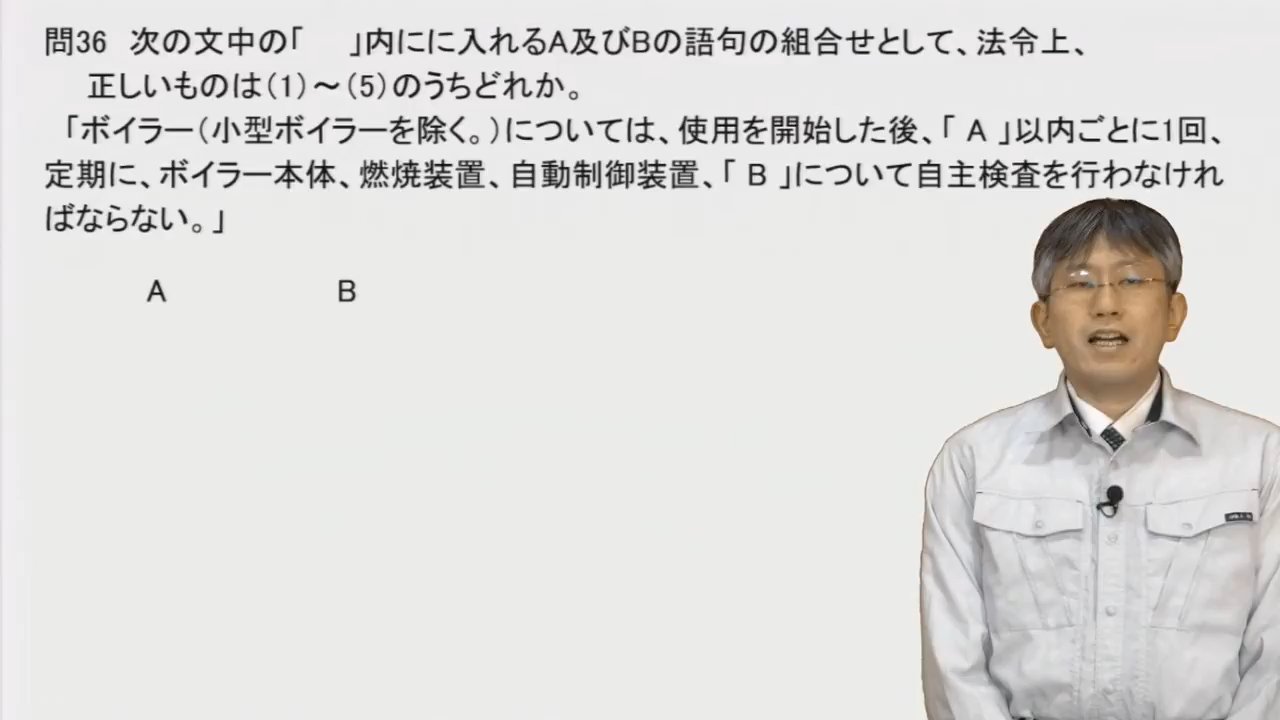 問36 次の文中の「　　」内にに入れるA及びBの語句の組合せとして、法令上、
正しいものは(1)～(5)のうちどれか。
「ボイラー(小型ボイラーを除く。)については、使用を開始した後、「 A 」以内ごとに1回、
定期に、ボイラー本体、燃焼装置、自動制御装置、「 B 」について自主検査を行わなけれ
ばならない。」
A B